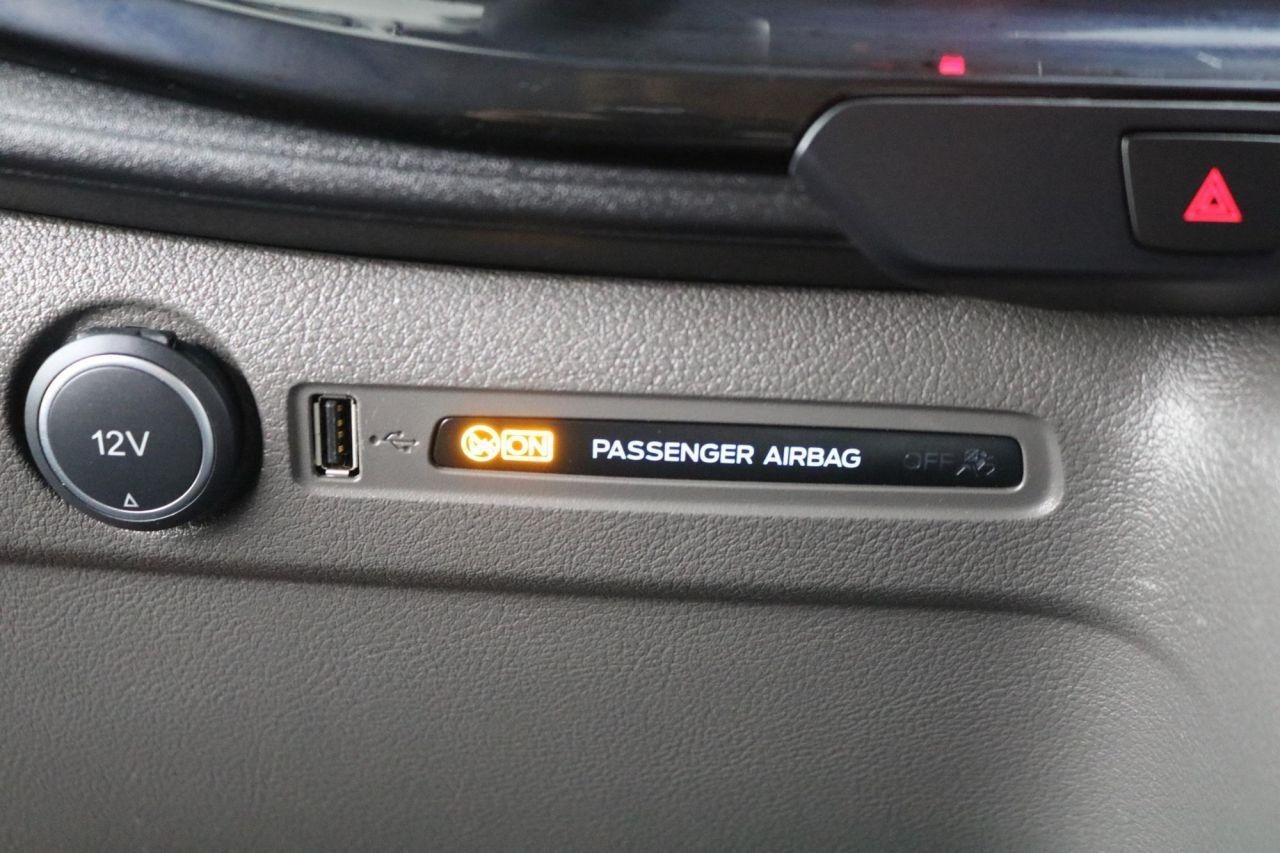 12V
ON PASSENGER AIRBAG OFF